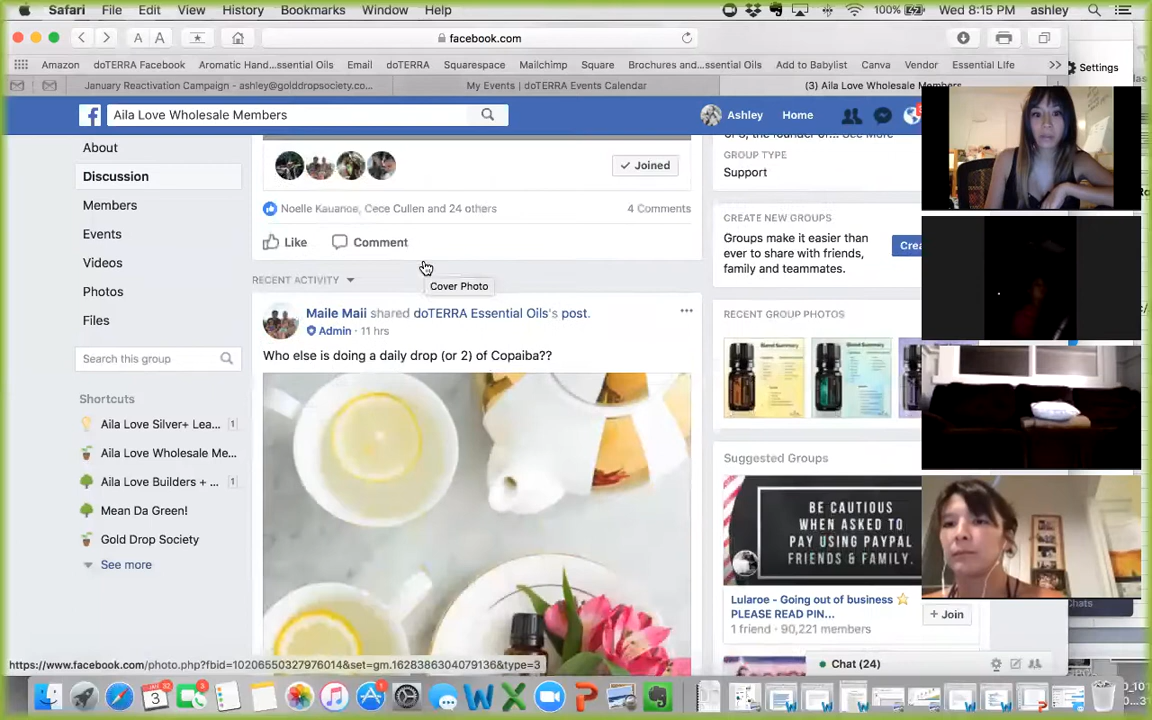 Safari File Edit View History Bookmarks Window Help
100% Wed 8:15 PM ashley
A A
facebook.com
Amazon doTERRA Facebook Aromatic Hand...ssential Oils Email doTERRA Squarespace Mailchimp Square Brochures and...ssential Oils Add to Babylist Canva Vendor Essential Life
Settings
January Reactivation Campaign - ashley@golddropsociety.co...
My Events | doTERRA Events Calendar
(3) Aila Love Wholesale Members
Aila Love Wholesale Members
Ashley Home
About
Discussion
Members
Events
Videos
Photos
Files
Search this group
Shortcuts
Aila Love Silver+ Lea... 1
Aila Love Wholesale Me...
Aila Love Builders + ... 1
Mean Da Green!
Gold Drop Society
See more
Joined
Noelle Kauanoe, Cece Cullen and 24 others
4 Comments
Like Comment
RECENT ACTIVITY
Cover Photo
Maile Maii shared doTERRA Essential Oils's post.
Admin · 11 hrs
Who else is doing a daily drop (or 2) of Copaiba??
See More
GROUP TYPE
Support
CREATE NEW GROUPS
Groups make it easier than
ever to share with friends,
family and teammates.
Crea
RECENT GROUP PHOTOS
Suggested Groups
BE CAUTIOUS
WHEN ASKED TO
PAY USING PAYPAL
FRIENDS & FAMILY.
Lularoe - Going out of business
PLEASE READ PIN...
1 friend · 90,221 members
+ Join
Chats
Chat (24)
https://www.facebook.com/photo.php?fbid=10206550327976014&set=gm.1628386304079136&type=3